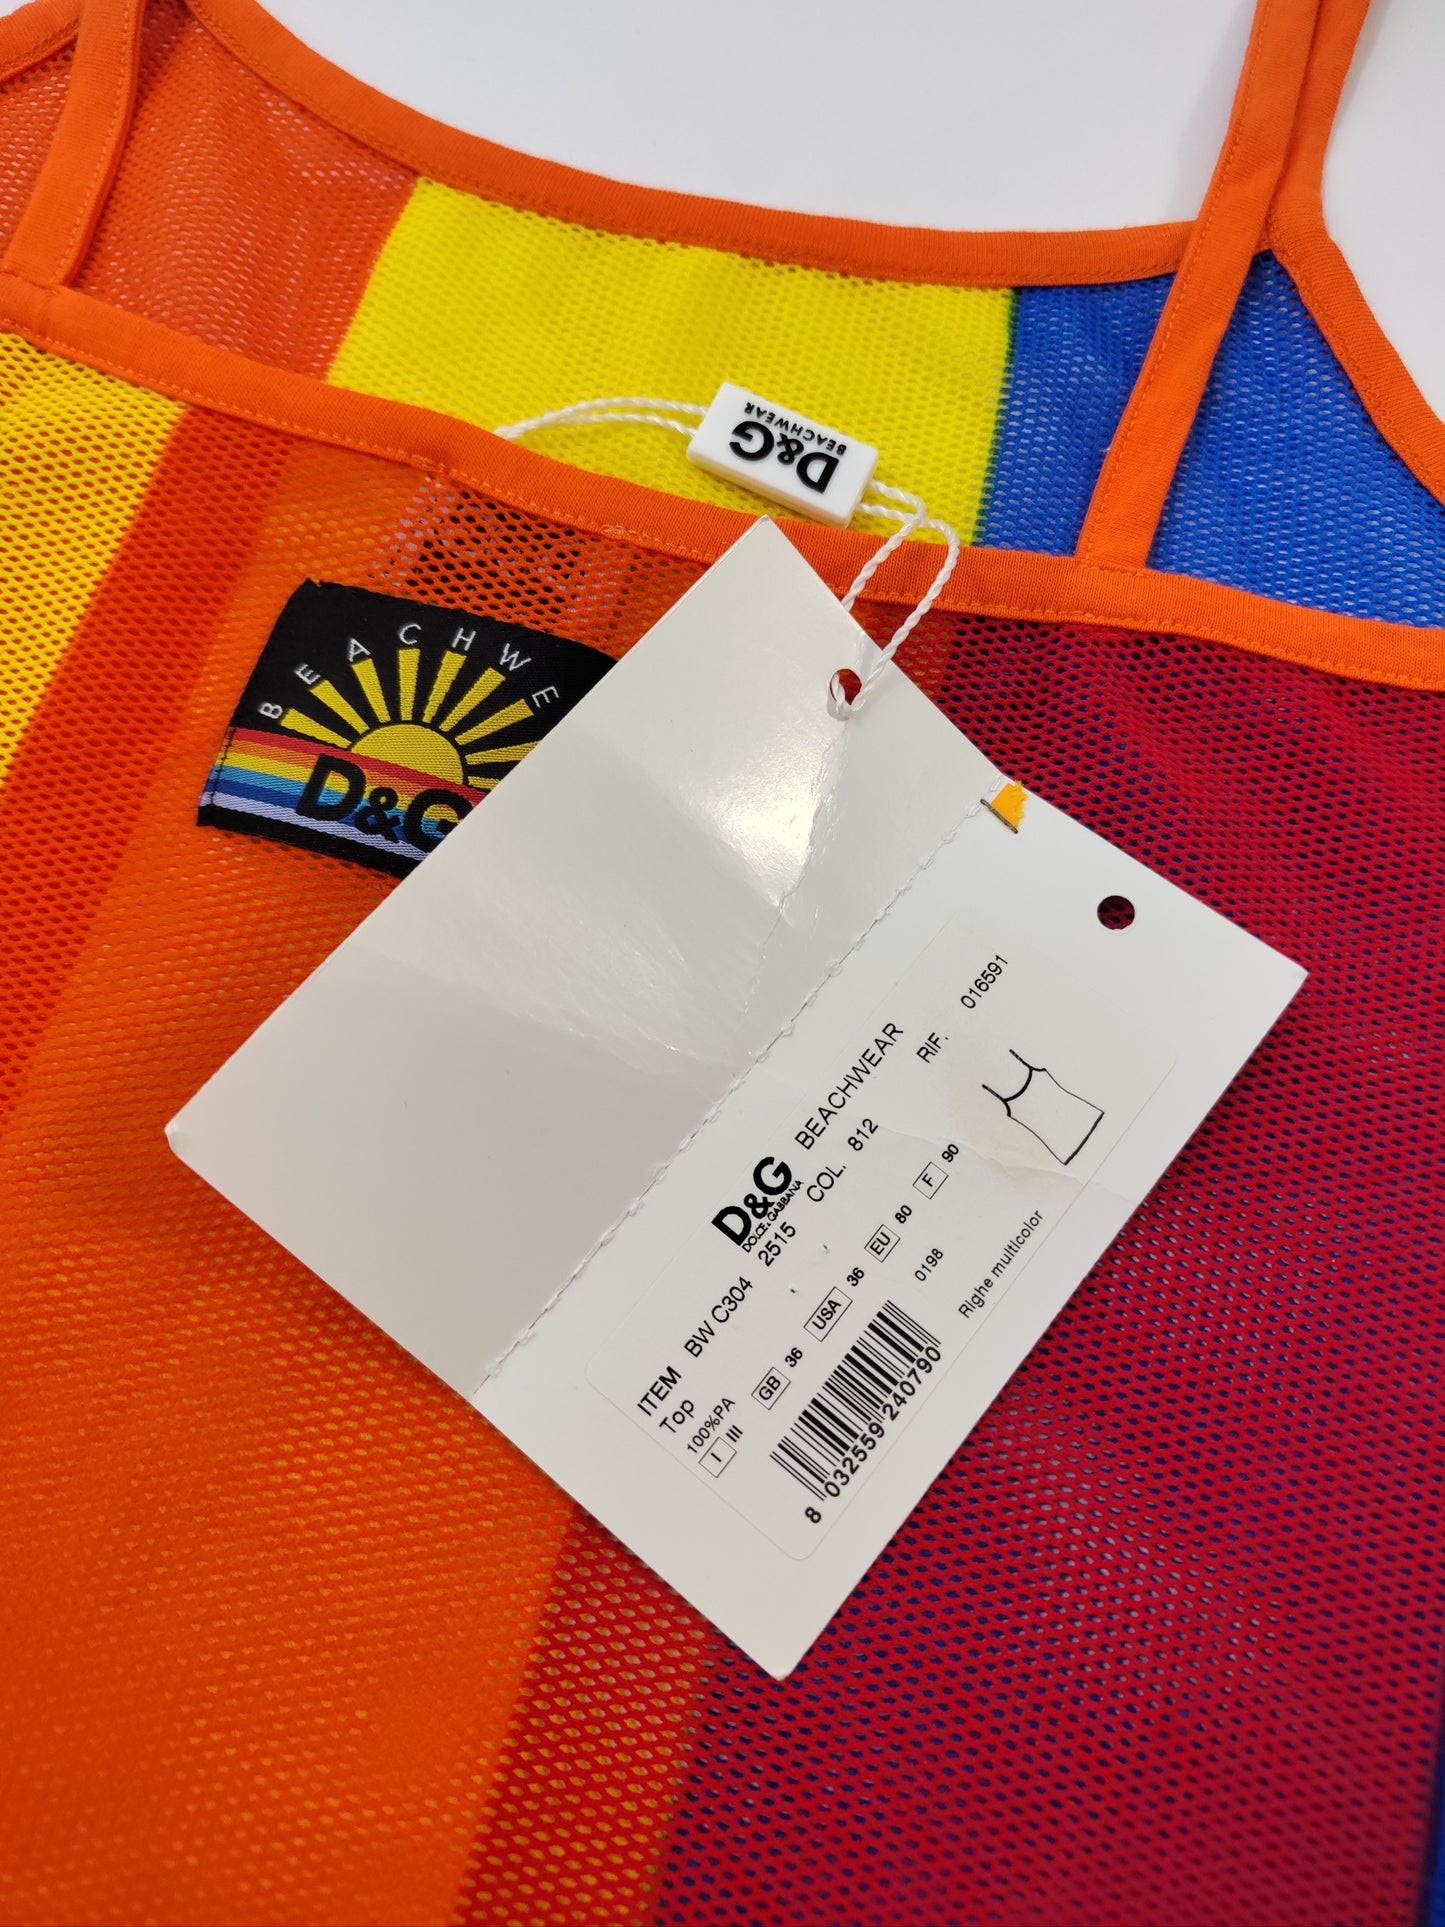 D&G
BEACHWEAR
BEACHWE
D&G
D&G BEACHWEAR
DOLCE & GABBANA
RIF. 016591
ITEM BW C304 2515 COL. 812
Top
100%PA
I III GB 36 USA 36 EU 80 F 90
0198
8 032559 240790
Righe multicolor